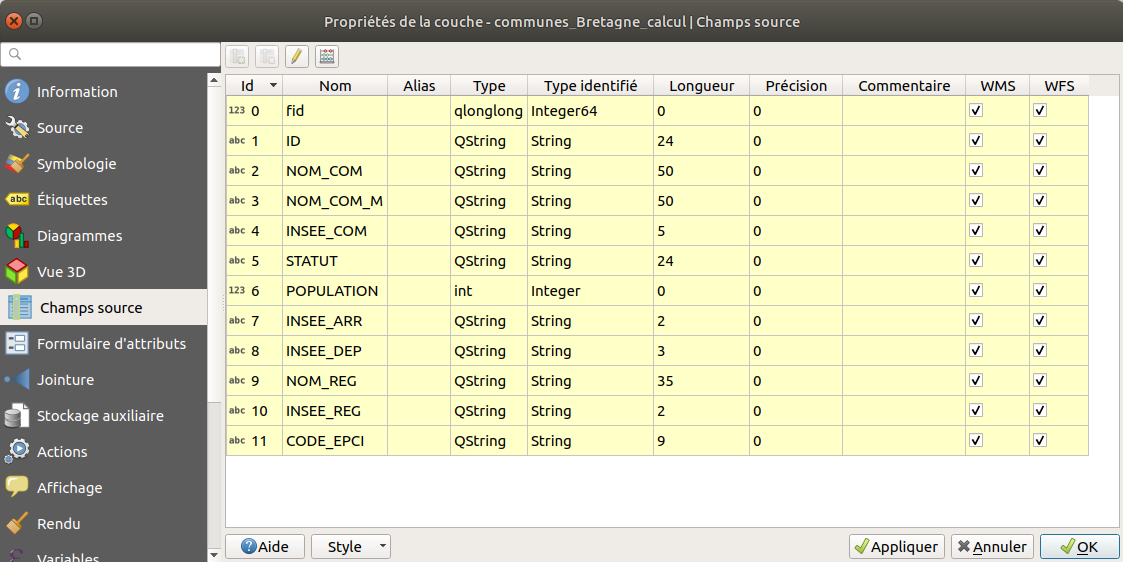 Propriétés de la couche - communes_Bretagne_calcul | Champs source
Information
Source
Symbologie
abc Étiquettes
Diagrammes
Vue 3D
Champs source
Formulaire d'attributs
Jointure
Stockage auxiliaire
Actions
Affichage
Rendu
Variables
Id Nom Alias Type Type identifié Longueur Précision Commentaire WMS WFS
123 0 fid qlonglong Integer64 0 0
abc 1 ID QString String 24 0
abc 2 NOM_COM QString String 50 0
abc 3 NOM_COM_M QString String 50 0
abc 4 INSEE_COM QString String 5 0
abc 5 STATUT QString String 24 0
123 6 POPULATION int Integer 0 0
abc 7 INSEE_ARR QString String 2 0
abc 8 INSEE_DEP QString String 3 0
abc 9 NOM_REG QString String 35 0
abc 10 INSEE_REG QString String 2 0
abc 11 CODE_EPCI QString String 9 0
Aide Style Appliquer Annuler OK